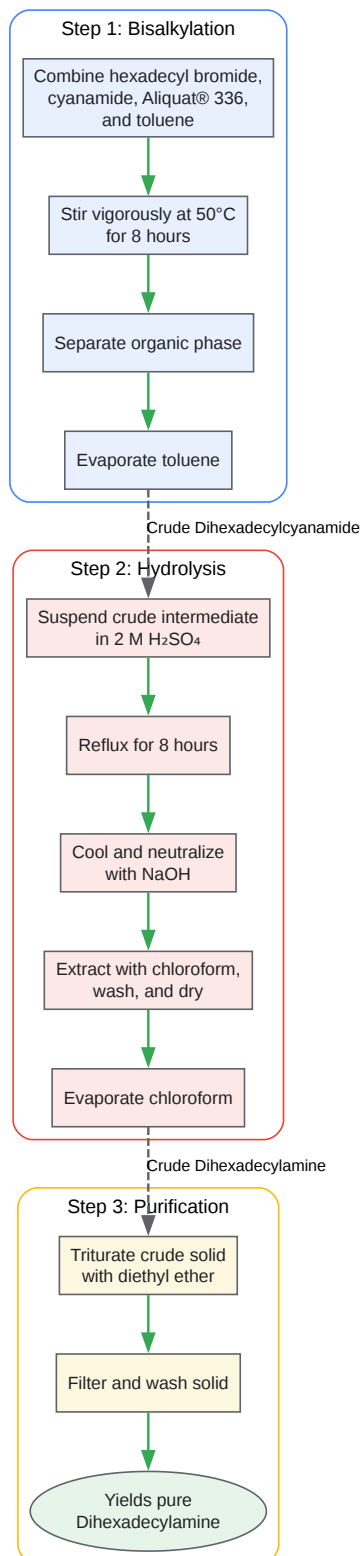 Step 1: Bisalkylation
Combine hexadecyl bromide,
cyanamide, Aliquat® 336,
and toluene
Stir vigorously at 50°C
for 8 hours
Separate organic phase
Evaporate toluene
Crude Dihexadecylcyanamide
Step 2: Hydrolysis
Suspend crude intermediate
in 2 M H₂SO₄
Reflux for 8 hours
Cool and neutralize
with NaOH
Extract with chloroform,
wash, and dry
Evaporate chloroform
Crude Dihexadecylamine
Step 3: Purification
Triturate crude solid
with diethyl ether
Filter and wash solid
Yields pure
Dihexadecylamine